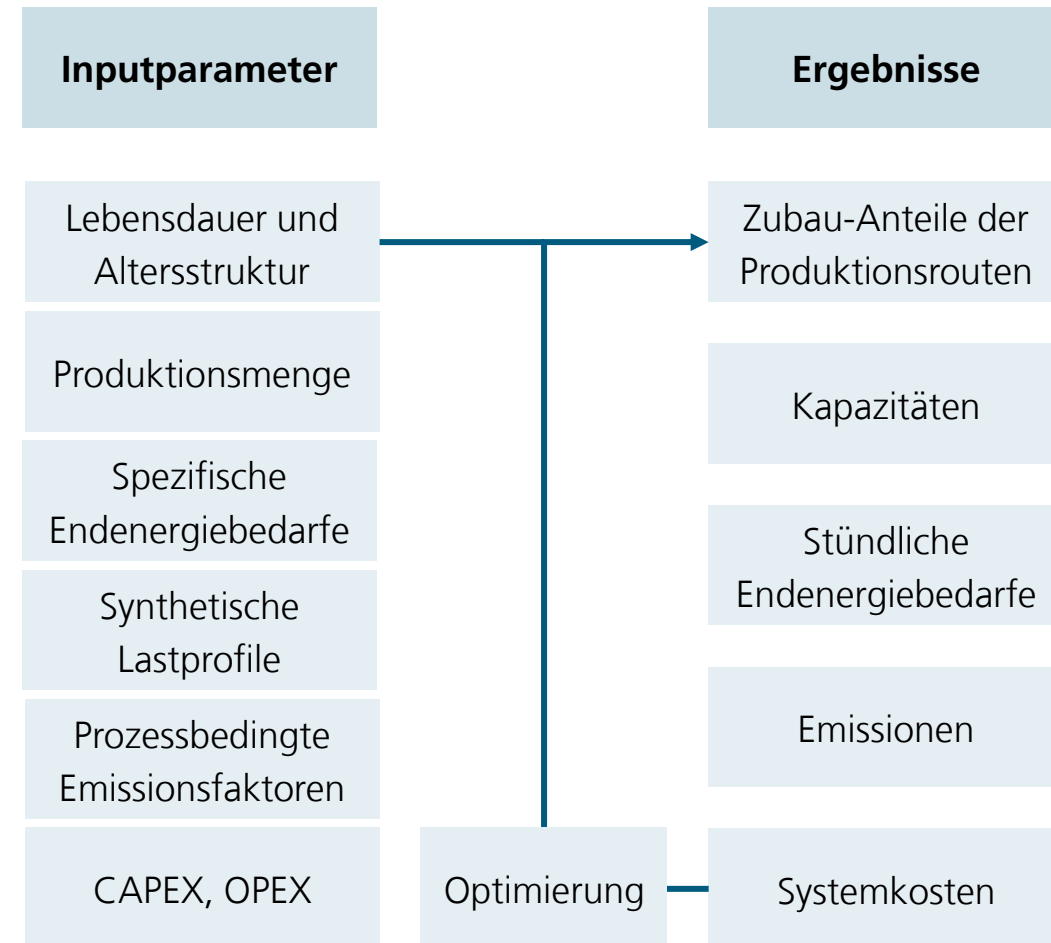 Inputparameter
Ergebnisse
Lebensdauer und
Altersstruktur
Zubau-Anteile der
Produktionsrouten
Produktionsmenge
Kapazitäten
Spezifische
Endenergiebedarfe
Stündliche
Endenergiebedarfe
Synthetische
Lastprofile
Prozessbedingte
Emissionsfaktoren
Emissionen
CAPEX, OPEX
Optimierung
Systemkosten